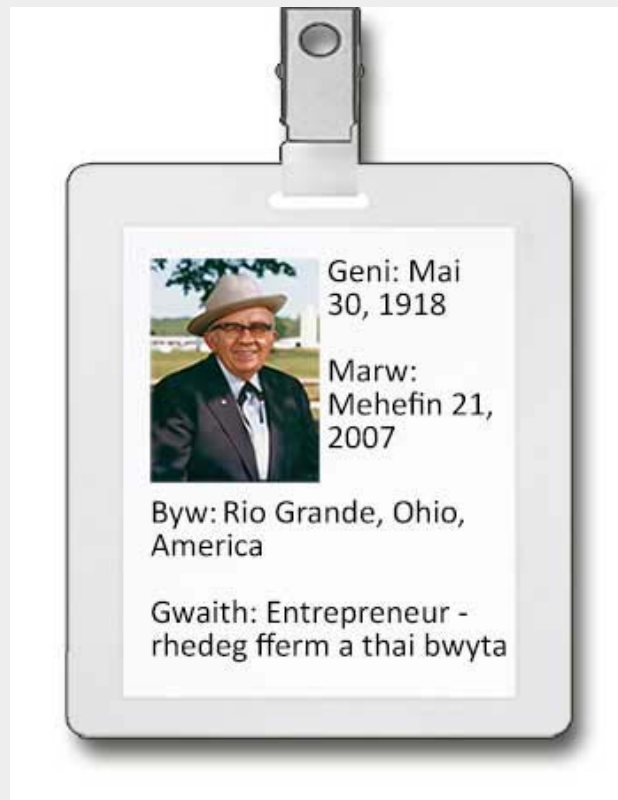 Geni: Mai
30, 1918
Marw:
Mehefin 21,
2007
Byw: Rio Grande, Ohio,
America
Gwaith: Entrepreneur -
rhedeg fferm a thai bwyta